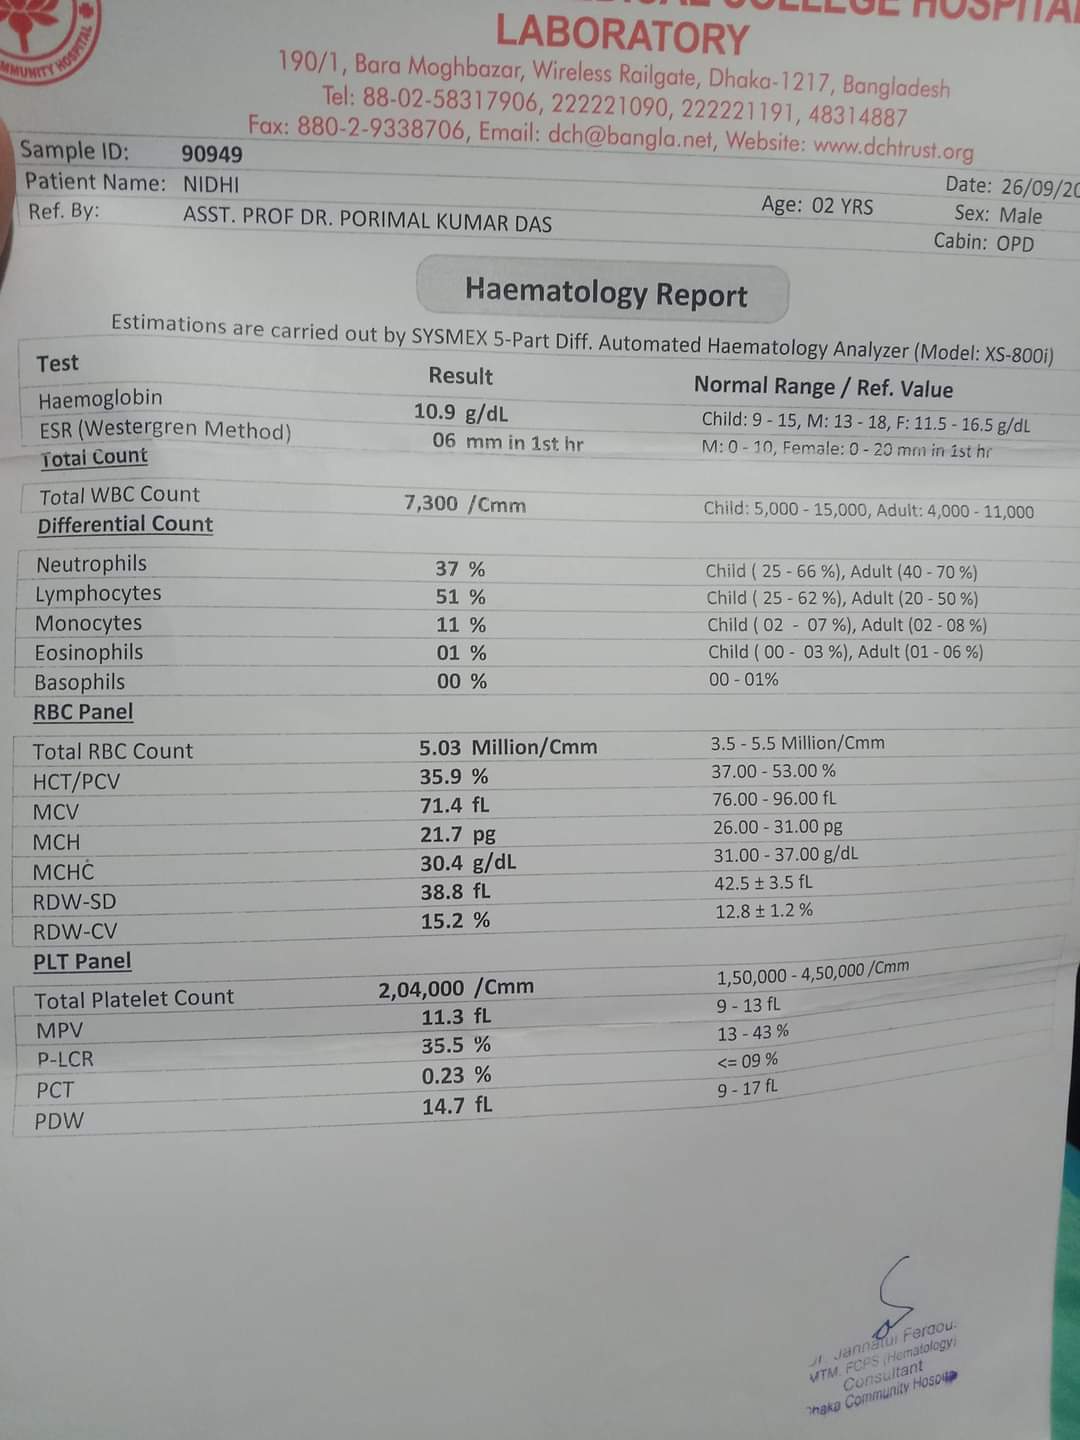 COLLEGE HOSPITAL
LABORATORY
MMUNITY HOSPITAL
190/1, Bara Moghbazar, Wireless Railgate, Dhaka-1217, Bangladesh
Tel: 88-02-58317906, 222221090, 222221191, 48314887
Fax: 880-2-9338706, Email: dch@bangla.net, Website: www.dchtrust.org
Sample ID: 90949 Date: 26/09/20
Patient Name: NIDHI Age: 02 YRS Sex: Male
Ref. By: ASST. PROF DR. PORIMAL KUMAR DAS Cabin: OPD
Haematology Report
Estimations are carried out by SYSMEX 5-Part Diff. Automated Haematology Analyzer (Model: XS-800i)
Test Result Normal Range / Ref. Value
Haemoglobin 10.9 g/dL Child: 9 - 15, M: 13 - 18, F: 11.5 - 16.5 g/dL
ESR (Westergren Method) 06 mm in 1st hr M: 0 - 10, Female: 0 - 20 mm in 1st hr
Total Count
Total WBC Count 7,300 /Cmm Child: 5,000 - 15,000, Adult: 4,000 - 11,000
Differential Count
Neutrophils 37 % Child ( 25 - 66 %), Adult (40 - 70 %)
Lymphocytes 51 % Child ( 25 - 62 %), Adult (20 - 50 %)
Monocytes 11 % Child ( 02 - 07 %), Adult (02 - 08 %)
Eosinophils 01 % Child ( 00 - 03 %), Adult (01 - 06 %)
Basophils 00 % 00 - 01%
RBC Panel
Total RBC Count 5.03 Million/Cmm 3.5 - 5.5 Million/Cmm
HCT/PCV 35.9 % 37.00 - 53.00 %
MCV 71.4 fL 76.00 - 96.00 fL
MCH 21.7 pg 26.00 - 31.00 pg
MCHC 30.4 g/dL 31.00 - 37.00 g/dL
RDW-SD 38.8 fL 42.5 ± 3.5 fL
RDW-CV 15.2 % 12.8 ± 1.2 %
PLT Panel
Total Platelet Count 2,04,000 /Cmm 1,50,000 - 4,50,000 /Cmm
MPV 11.3 fL 9 - 13 fL
P-LCR 35.5 % 13 - 43 %
PCT 0.23 % <= 09 %
PDW 14.7 fL 9 - 17 fL
Jannatul Ferdou
MTM, FCPS (Hematology)
Consultant
Dhaka Community Hospita